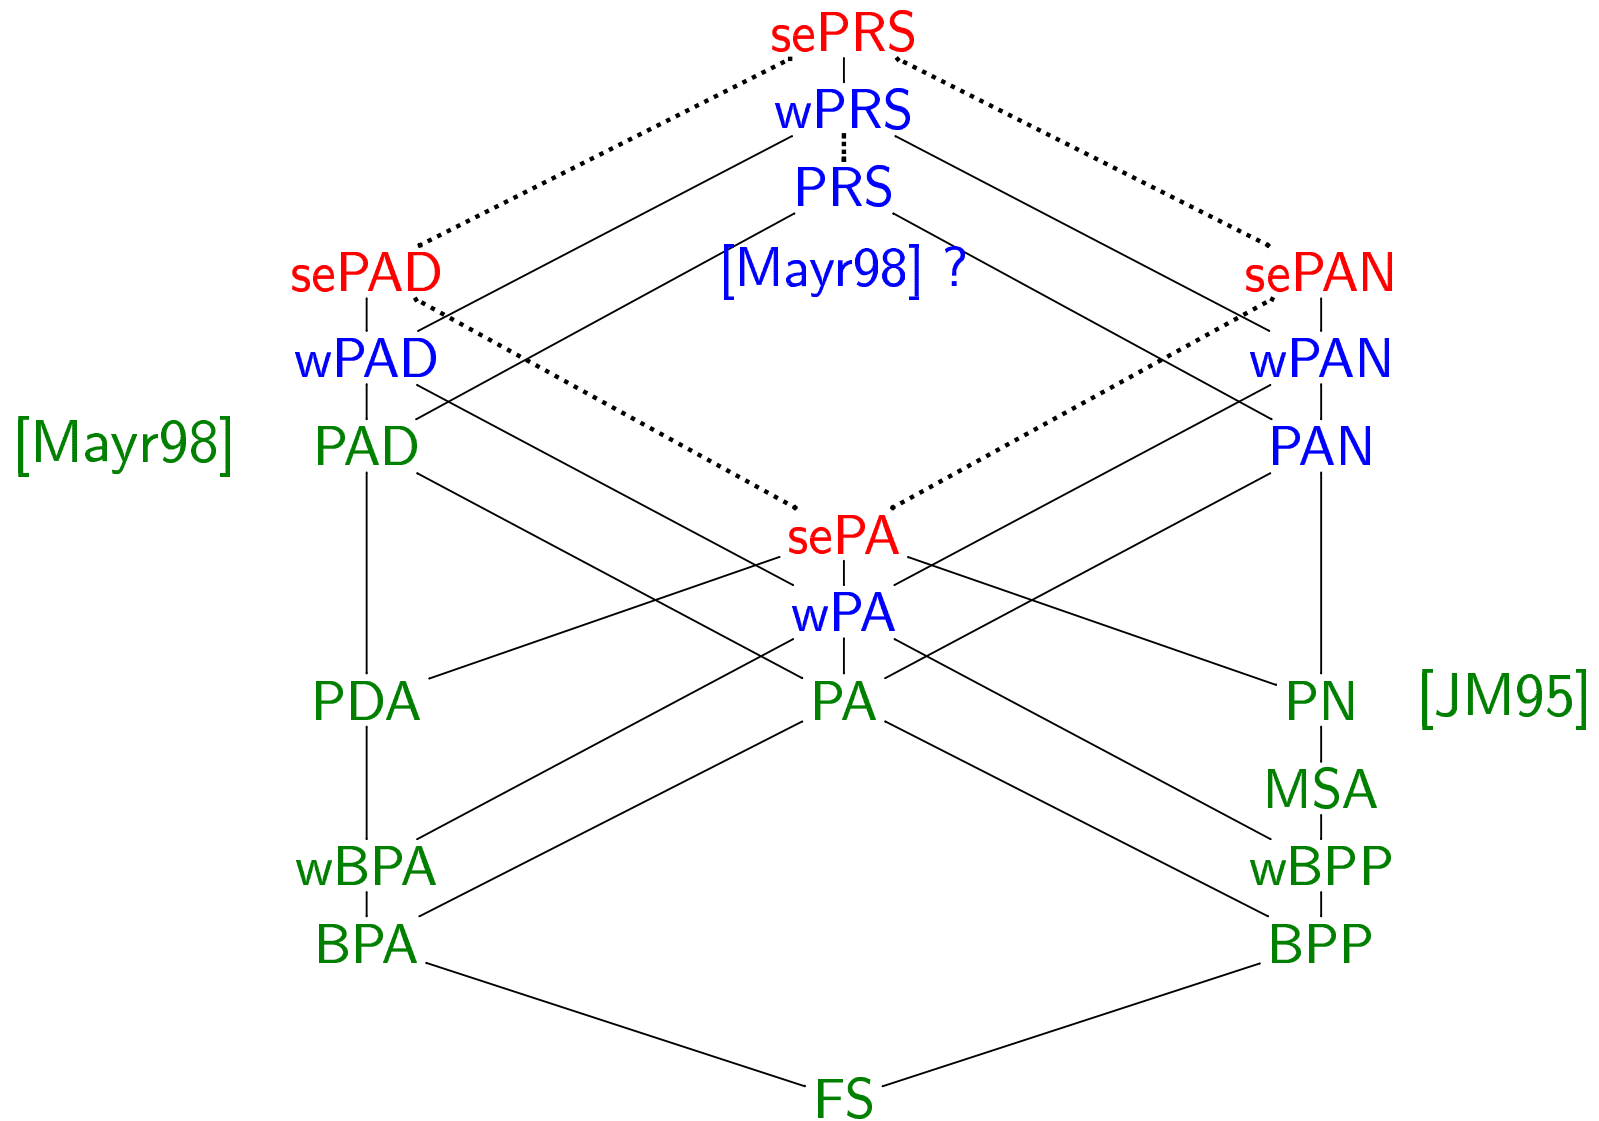 sePRS
wPRS
PRS
[Mayr98] ?
sePAD
sePAN
wPAD
wPAN
[Mayr98]
PAD
PAN
sePA
wPA
PDA
PA
PN
[JM95]
MSA
wBPA
wBPP
BPA
BPP
FS